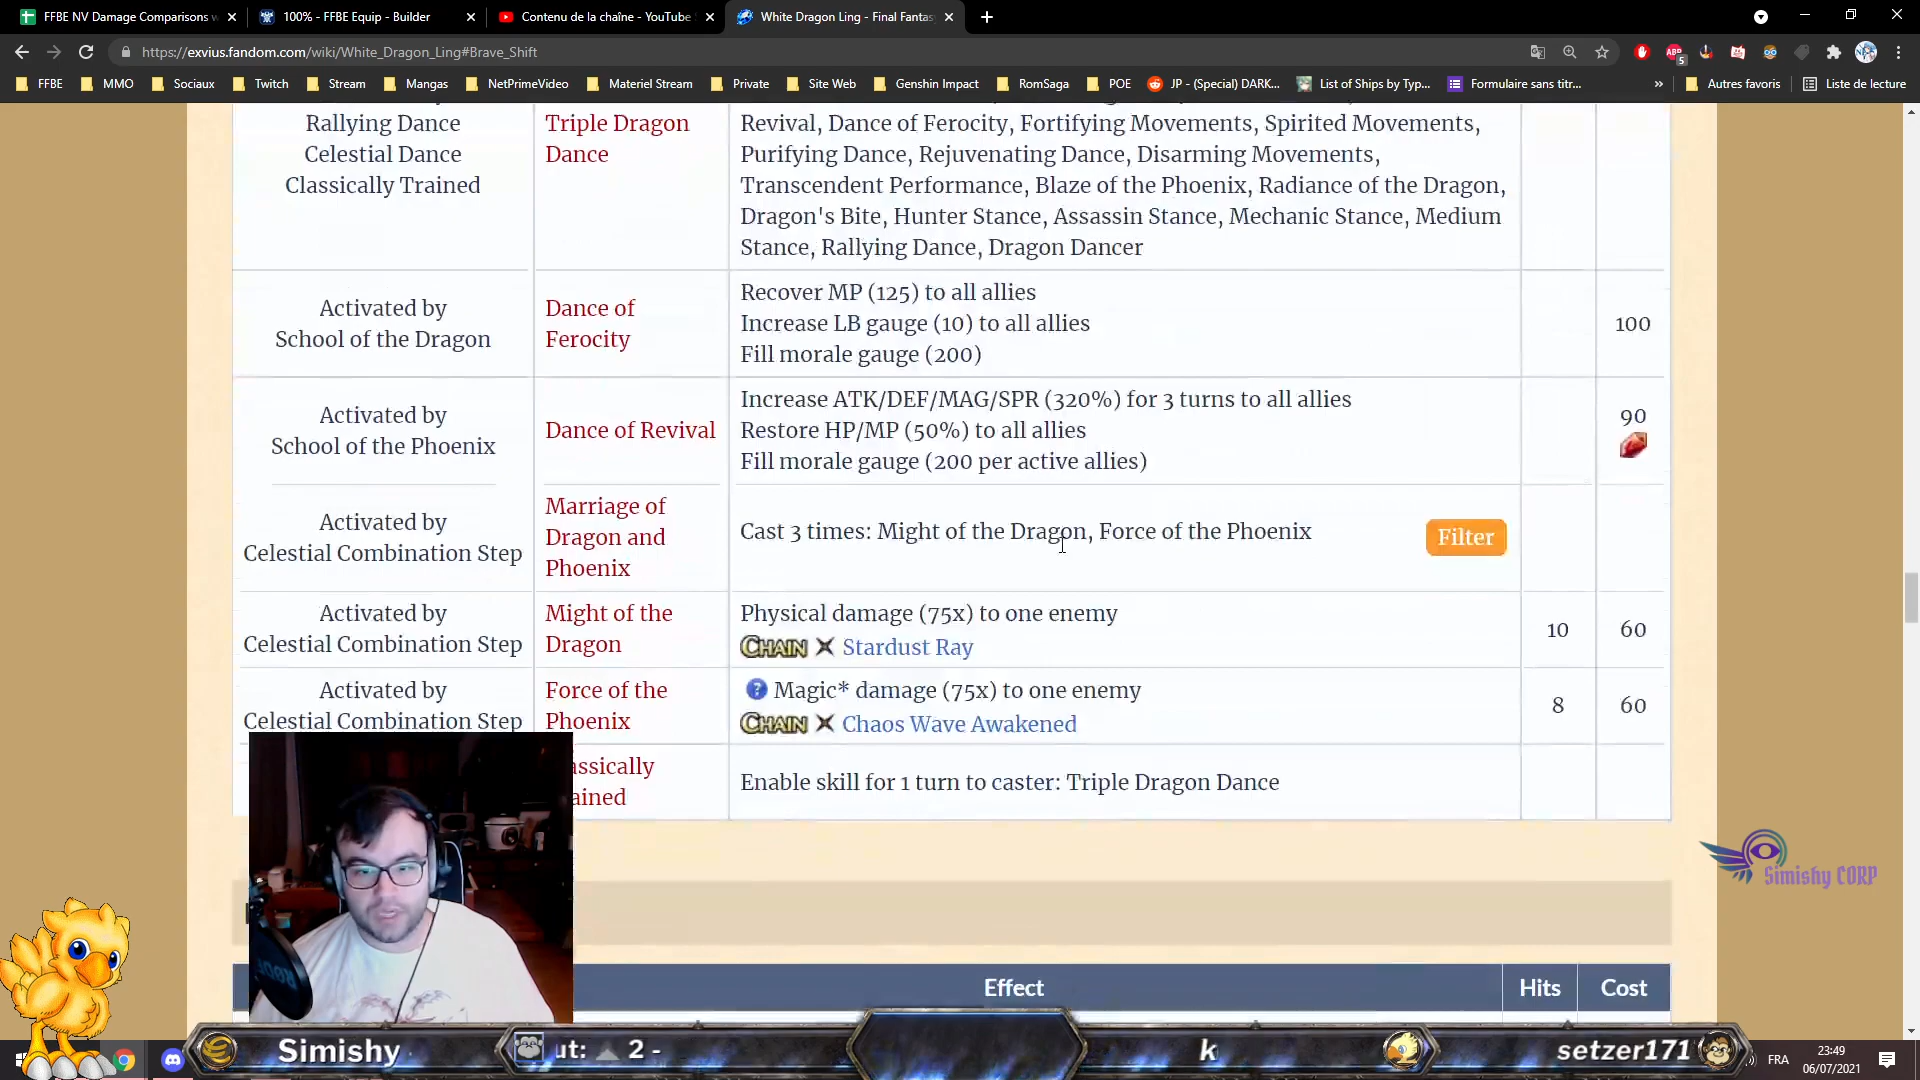 FFBE NV Damage Comparisons w
100% - FFBE Equip - Builder
Contenu de la chaîne - YouTube
White Dragon Ling - Final Fantas
https://exvius.fandom.com/wiki/White_Dragon_Ling#Brave_Shift
5
FFBE
MMO
Sociaux
Twitch
Stream
Mangas
NetPrimeVideo
Materiel Stream
Private
Site Web
Genshin Impact
RomSaga
POE
JP - (Special) DARK...
List of Ships by Typ...
Formulaire sans titr...
»
Autres favoris
Liste de lecture
Rallying Dance
Celestial Dance
Classically Trained
Triple Dragon
Dance
Revival, Dance of Ferocity, Fortifying Movements, Spirited Movements,
Purifying Dance, Rejuvenating Dance, Disarming Movements,
Transcendent Performance, Blaze of the Phoenix, Radiance of the Dragon,
Dragon's Bite, Hunter Stance, Assassin Stance, Mechanic Stance, Medium
Stance, Rallying Dance, Dragon Dancer
Activated by
School of the Dragon
Dance of
Ferocity
Recover MP (125) to all allies
Increase LB gauge (10) to all allies
Fill morale gauge (200)
100
Activated by
School of the Phoenix
Dance of Revival
Increase ATK/DEF/MAG/SPR (320%) for 3 turns to all allies
Restore HP/MP (50%) to all allies
Fill morale gauge (200 per active allies)
90
Activated by
Celestial Combination Step
Marriage of
Dragon and
Phoenix
Cast 3 times: Might of the Dragon, Force of the Phoenix
Filter
Activated by
Celestial Combination Step
Might of the
Dragon
Physical damage (75x) to one enemy
CHAIN Stardust Ray
10
60
Activated by
Celestial Combination Step
Force of the
Phoenix
? Magic* damage (75x) to one enemy
CHAIN Chaos Wave Awakened
8
60
assically
ained
Enable skill for 1 turn to caster: Triple Dragon Dance
Simishy CORP
Effect
Hits
Cost
Simishy
ut:
2 -
k
setzer171
FRA
23:49
06/07/2021